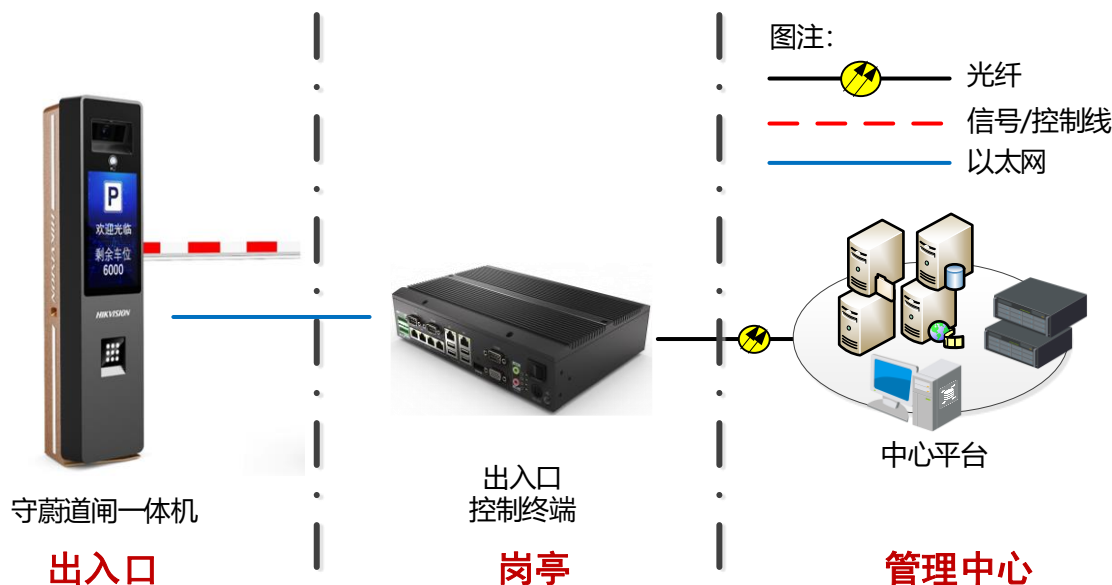 图注：
光纤
信号/控制线
以太网
P
欢迎光临
剩余车位
6000
HIKVISION
HIKVISION
中心平台
出入口
控制终端
守蔚道闸一体机
出入口
岗亭
管理中心